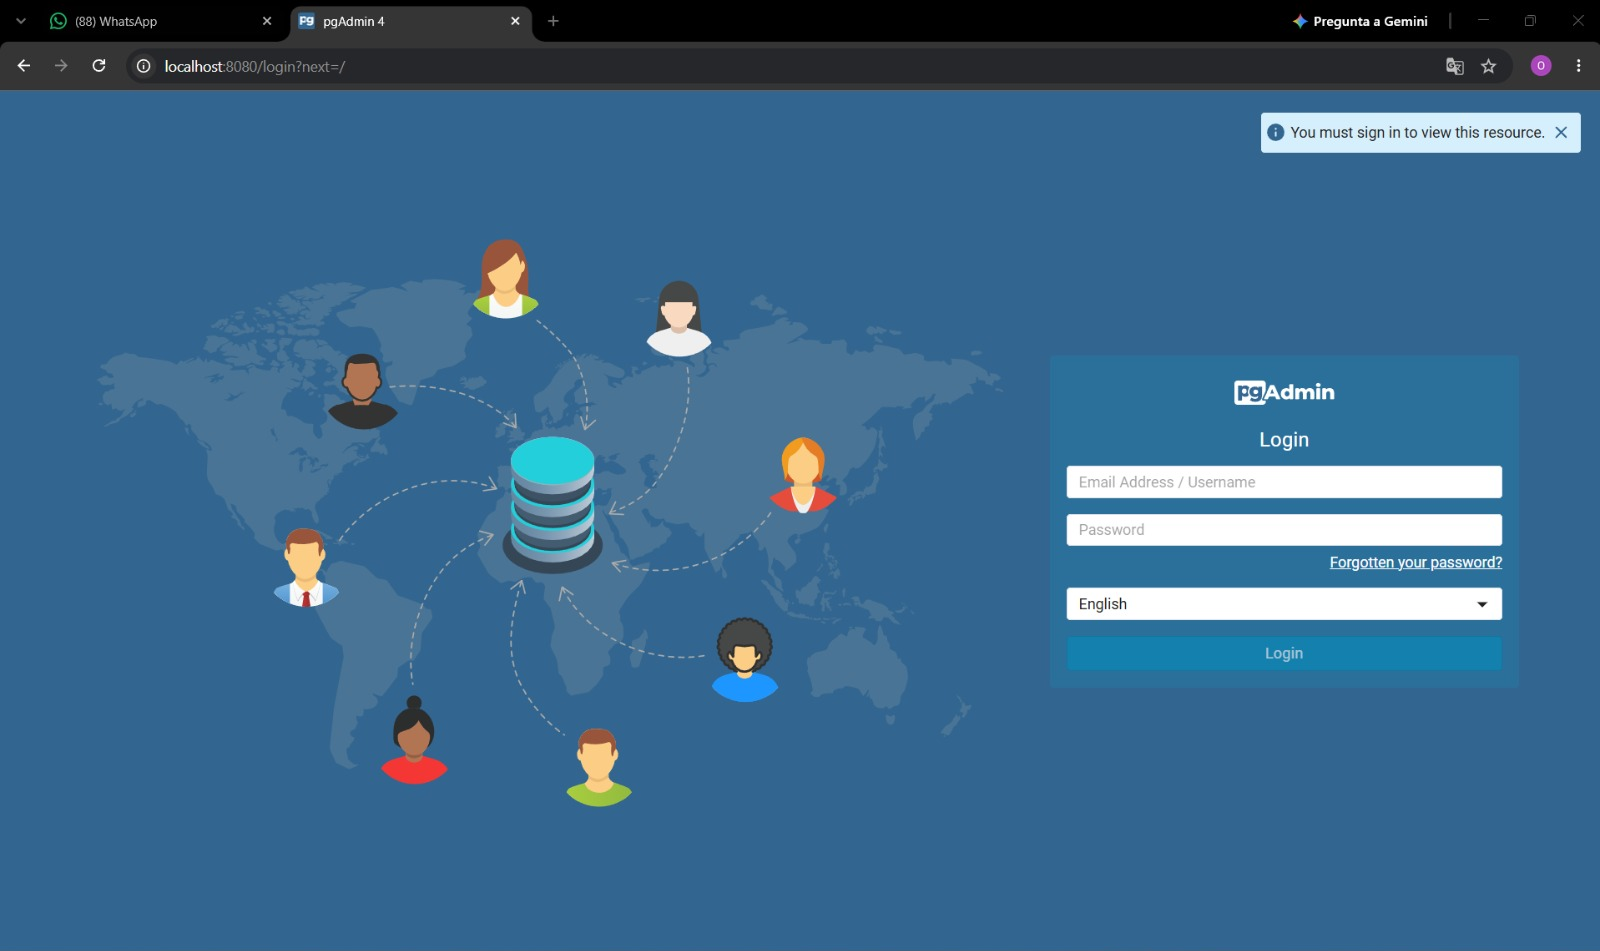 (88) WhatsApp
pgAdmin 4
Pregunta a Gemini
localhost:8080/login?next=/
O
You must sign in to view this resource.
pgAdmin
Login
Email Address / Username
Password
Forgotten your password?
English
Login